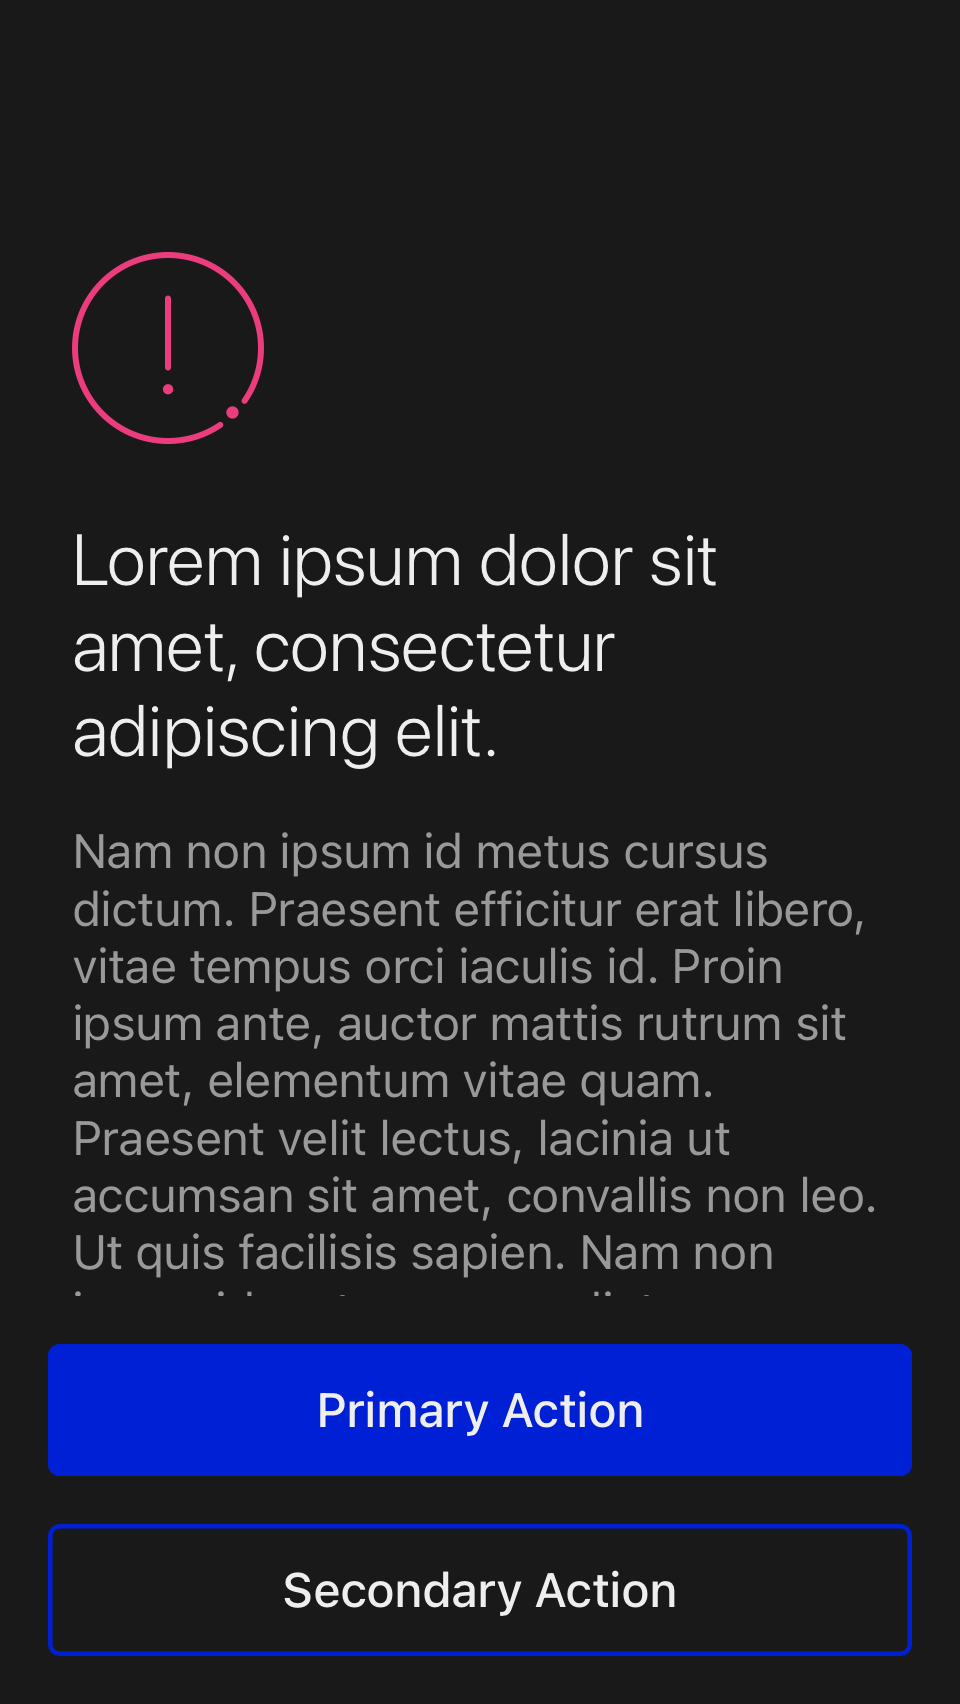 Lorem ipsum dolor sit
amet, consectetur
adipiscing elit.
Nam non ipsum id metus cursus
dictum. Praesent efficitur erat libero,
vitae tempus orci iaculis id. Proin
ipsum ante, auctor mattis rutrum sit
amet, elementum vitae quam.
Praesent velit lectus, lacinia ut
accumsan sit amet, convallis non leo.
Ut quis facilisis sapien. Nam non
Primary Action
Secondary Action